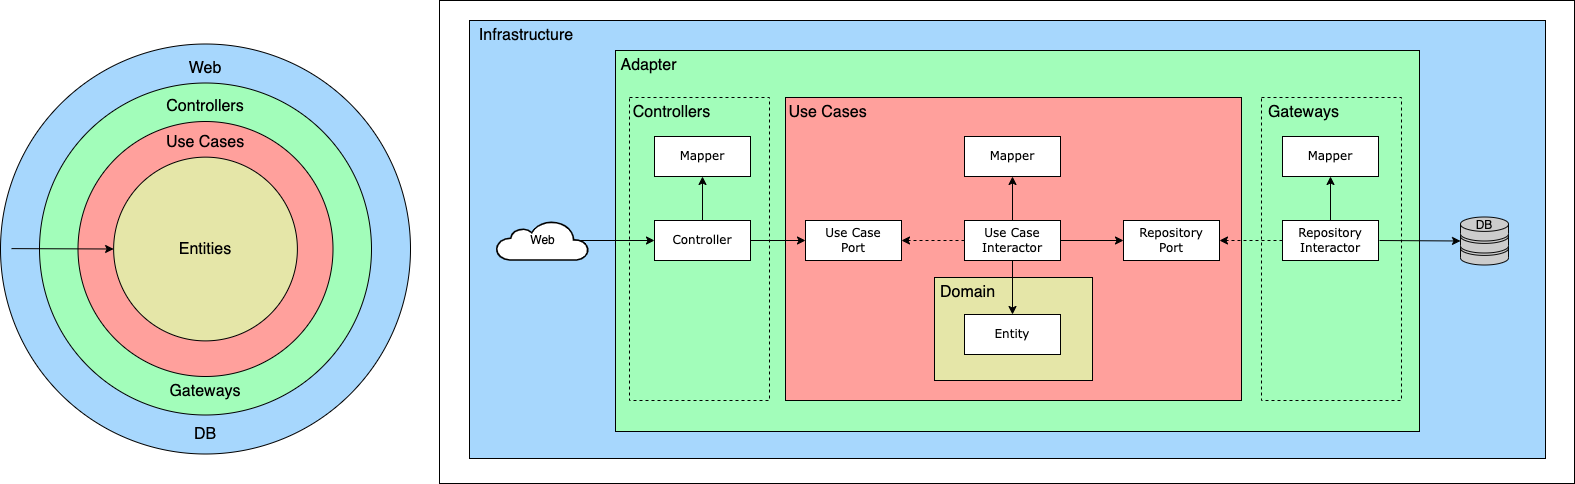 Web
Controllers
Use Cases
Entities
Gateways
DB
Infrastructure
Adapter
Controllers
Mapper
Controller
Use Cases
Mapper
Use Case
Port
Use Case
Interactor
Repository
Port
Domain
Entity
Gateways
Mapper
Repository
Interactor
Web
DB